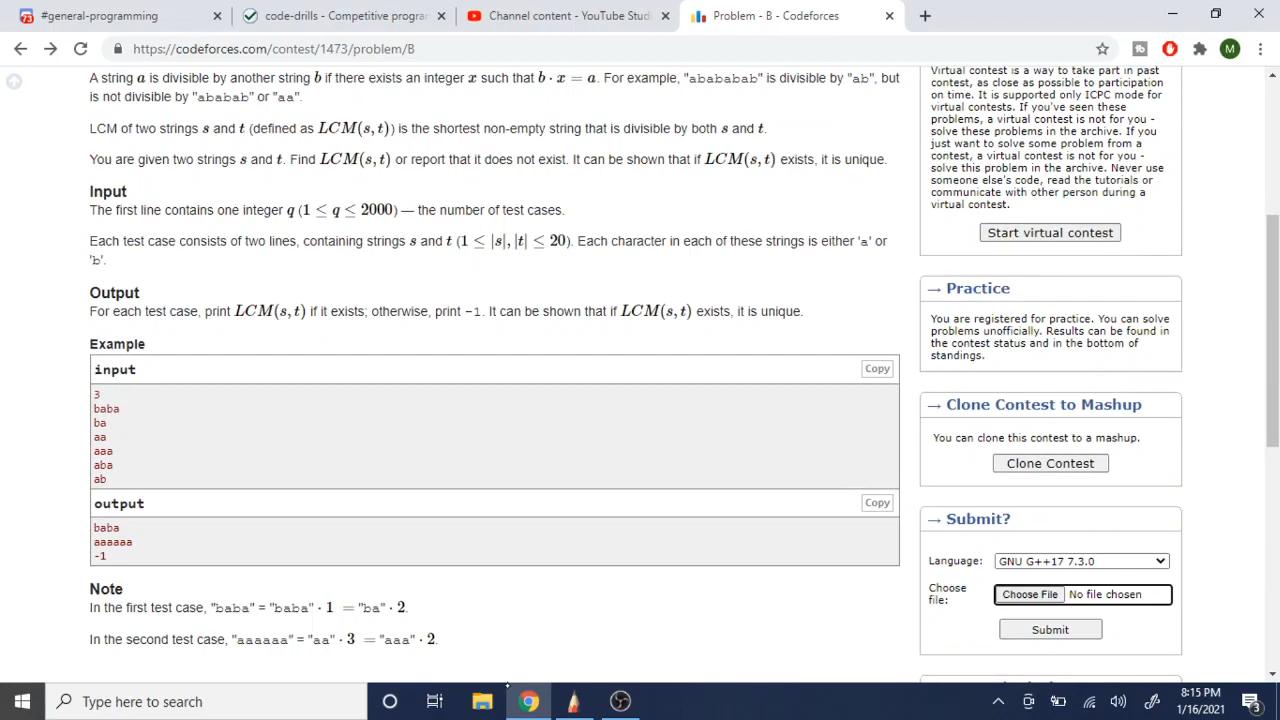 #general-programming
code-drills - Competitive program
Channel content - YouTube Studi
Problem - B - Codeforces
https://codeforces.com/contest/1473/problem/B
M
A string a is divisible by another string b if there exists an integer x such that b · x = a. For example, "abababab" is divisible by "ab", but
is not divisible by "ababab" or "aa".
LCM of two strings s and t (defined as LCM(s, t)) is the shortest non-empty string that is divisible by both s and t.
You are given two strings s and t. Find LCM(s, t) or report that it does not exist. It can be shown that if LCM(s, t) exists, it is unique.
Input
The first line contains one integer q (1 ≤ q ≤ 2000) — the number of test cases.
Each test case consists of two lines, containing strings s and t (1 ≤ |s|, |t| ≤ 20). Each character in each of these strings is either 'a' or
'b'.
Output
For each test case, print LCM(s, t) if it exists; otherwise, print -1. It can be shown that if LCM(s, t) exists, it is unique.
Example
input
Copy
3
baba
ba
aa
aaa
aba
ab
output
Copy
baba
aaaaaa
-1
Note
In the first test case, "baba" = "baba" · 1 = "ba" · 2.
In the second test case, "aaaaaa" = "aa" · 3 = "aaa" · 2.
Virtual contest is a way to take part in past
contest, as close as possible to participation
on time. It is supported only ICPC mode for
virtual contests. If you've seen these
problems, a virtual contest is not for you -
solve these problems in the archive. If you
just want to solve some problem from a
contest, a virtual contest is not for you -
solve this problem in the archive. Never use
someone else's code, read the tutorials or
communicate with other person during a
virtual contest.
Start virtual contest
→ Practice
You are registered for practice. You can solve
problems unofficially. Results can be found in
the contest status and in the bottom of
standings.
→ Clone Contest to Mashup
You can clone this contest to a mashup.
Clone Contest
→ Submit?
Language:
GNU G++17 7.3.0
Choose
file:
Choose File
No file chosen
Submit
Type here to search
8:15 PM
1/16/2021
3